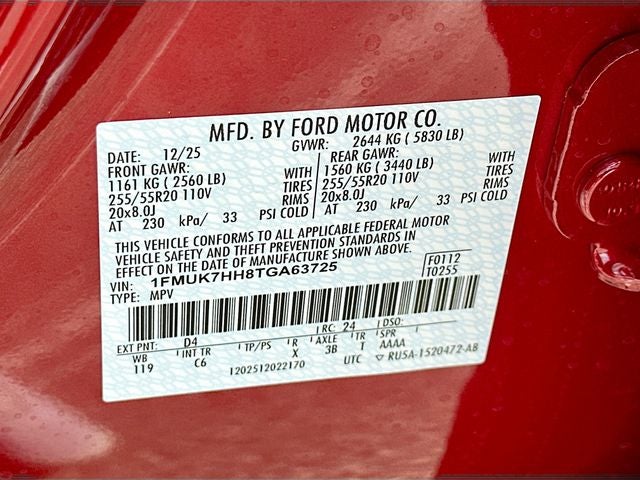 MFD. BY FORD MOTOR CO.
DATE: 12/25 GVWR: 2644 KG ( 5830 LB)
FRONT GAWR: REAR GAWR:
1161 KG ( 2560 LB) WITH 1560 KG ( 3440 LB) WITH
255/55R20 110V TIRES 255/55R20 110V TIRES
20x8.0J RIMS 20x8.0J RIMS
AT 230 kPa/ 33 PSI COLD AT 230 kPa/ 33 PSI COLD
THIS VEHICLE CONFORMS TO ALL APPLICABLE FEDERAL MOTOR
VEHICLE SAFETY AND THEFT PREVENTION STANDARDS IN
EFFECT ON THE DATE OF MANUFACTURE SHOWN ABOVE.
VIN: 1FMUK7HH8TGA63725 F0112
TYPE: MPV T0255
EXT PNT: D4 RC: 24 DSO:
WB INT TR TP/PS R AXLE TR SPR
119 C6 X 3B T AAAA
1202512022170 UTC RU5A-1520472-AB